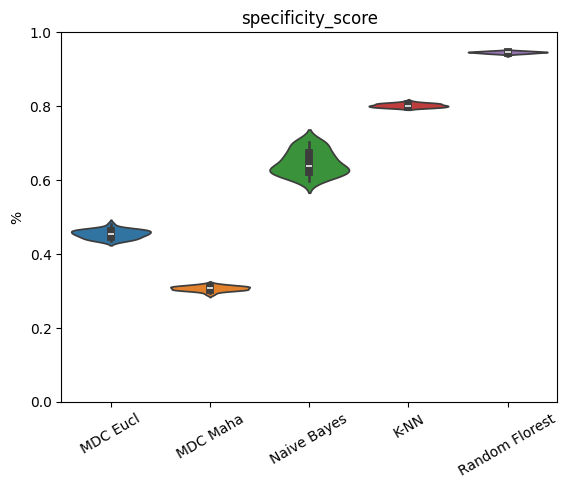 specificity_score
%
1.0
0.8
0.6
0.4
0.2
0.0
MDC Eucl
MDC Maha
Naive Bayes
K-NN
Random Florest